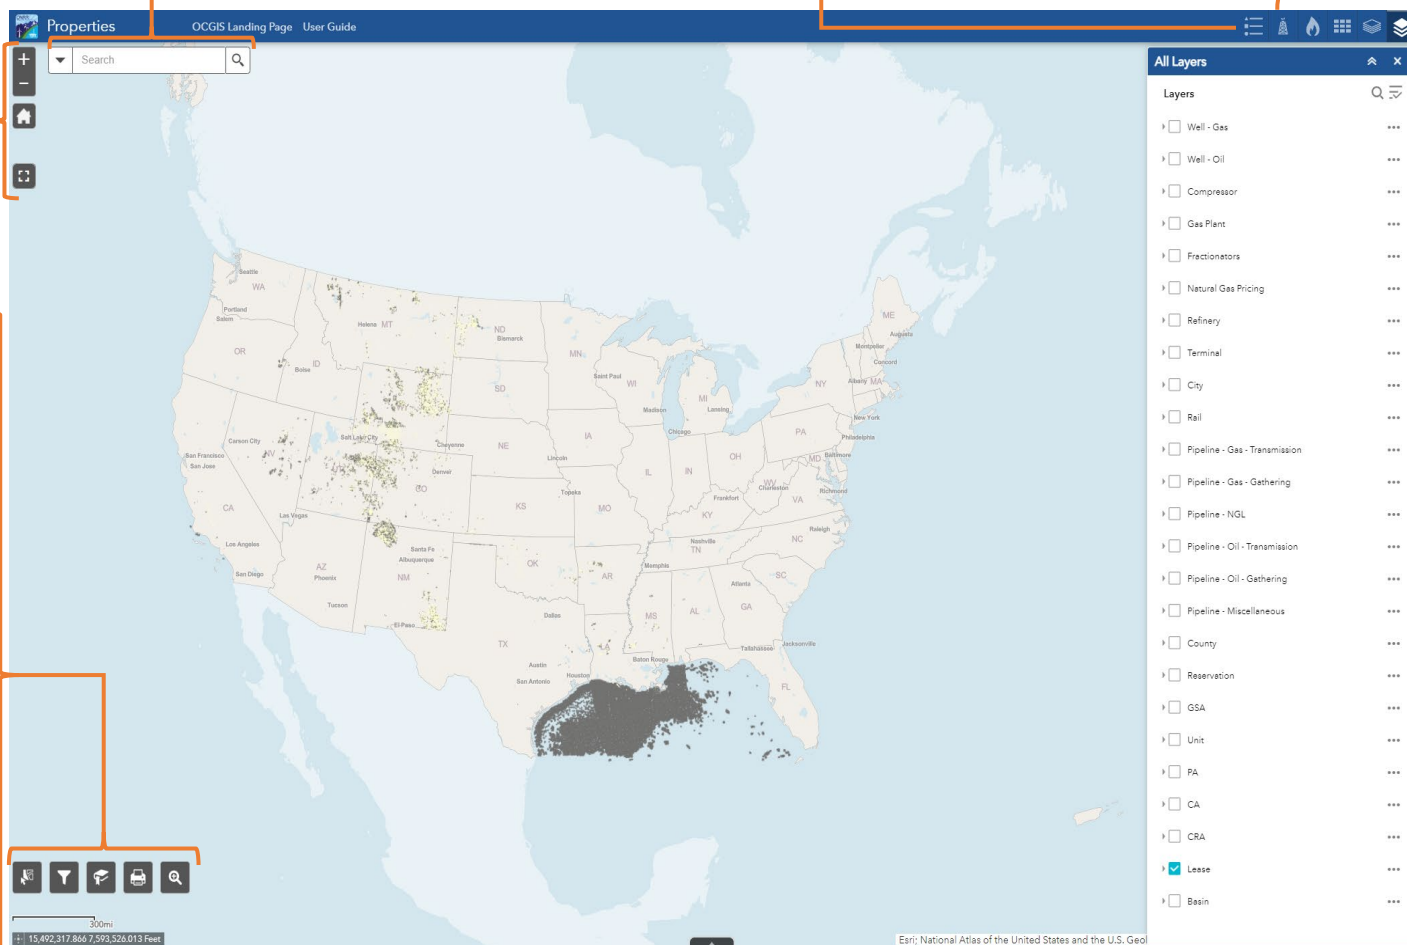 Properties OCGIS Landing Page User Guide
Search
All Layers
Layers
Well - Gas
Well - Oil
Compressor
Gas Plant
Fractionators
Natural Gas Pricing
Refinery
Terminal
City
Rail
Pipeline - Gas - Transmission
Pipeline - Gas - Gathering
Pipeline - NGL
Pipeline - Oil - Transmission
Pipeline - Oil - Gathering
Pipeline - Miscellaneous
County
Reservation
GSA
Unit
PA
CA
CRA
Lease
Basin
Seattle
WA
Portland
Salem
Helena MT
ND
Bismarck
MN
ME
Augusta
Montpelier
Concord
OR
ID
Boise
SD
Saint Paul
WI
Madison
MI
Lansing
NY
Albany MA
New York
Chicago
PA
Philadelphia
Carson City
NV
Salt Lake City
Cheyenne
NE
Lincoln
IA
IL
IN
OH
MD Baltimore
San Francisco
San Jose
Denver
CO
Topeka
KS
MO
Frankfort
KY
WV
Charleston
VA
Richmond
CA
Las Vegas
Raleigh
NC
Nashville
TN
Los Angeles
San Diego
AZ
Phoenix
Tucson
Santa Fe
Albuquerque
NM
El Paso
OK
AR
Memphis
Atlanta
SC
GA
AL
MS
LA
Dallas
TX
Austin
San Antonio
Houston
Baton Rouge
Tallahassee
Jacksonville
FL
300mi
15,492,317.866 7,593,526.013 Feet
Esri; National Atlas of the United States and the U.S. Geol